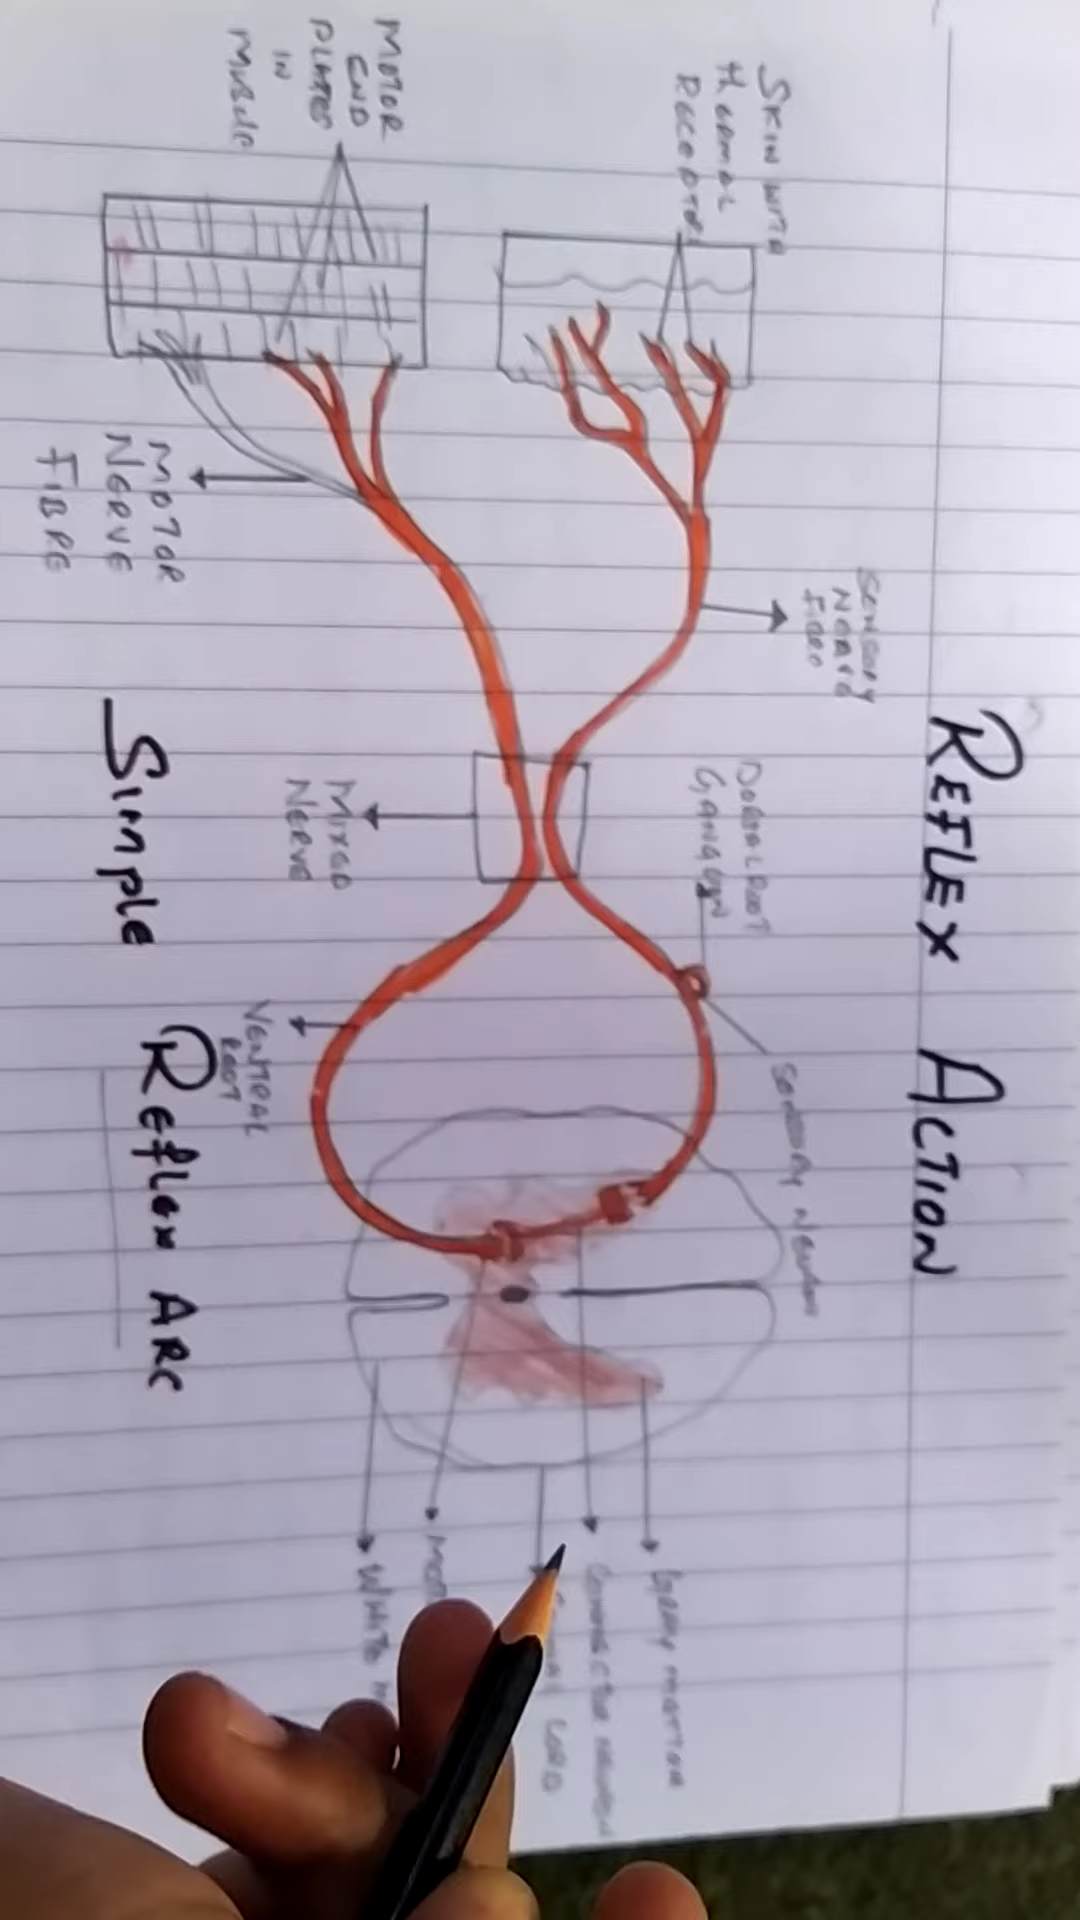 REFLEX ACTION
SKIN WITH
thermal
RECEPTOR
SENSORY
NERVE
FIBRE
DORSAL ROOT
GANGLION
SENSORY NEURON
MOTOR
END
PLATES
IN
MUSCLE
MOTOR
NERVE
FIBRE
MIXED
NERVE
VENTRAL
ROOT
GREY MATTER
CONNECTOR NEURON
CORD
WHITE
Simple Reflex ARC